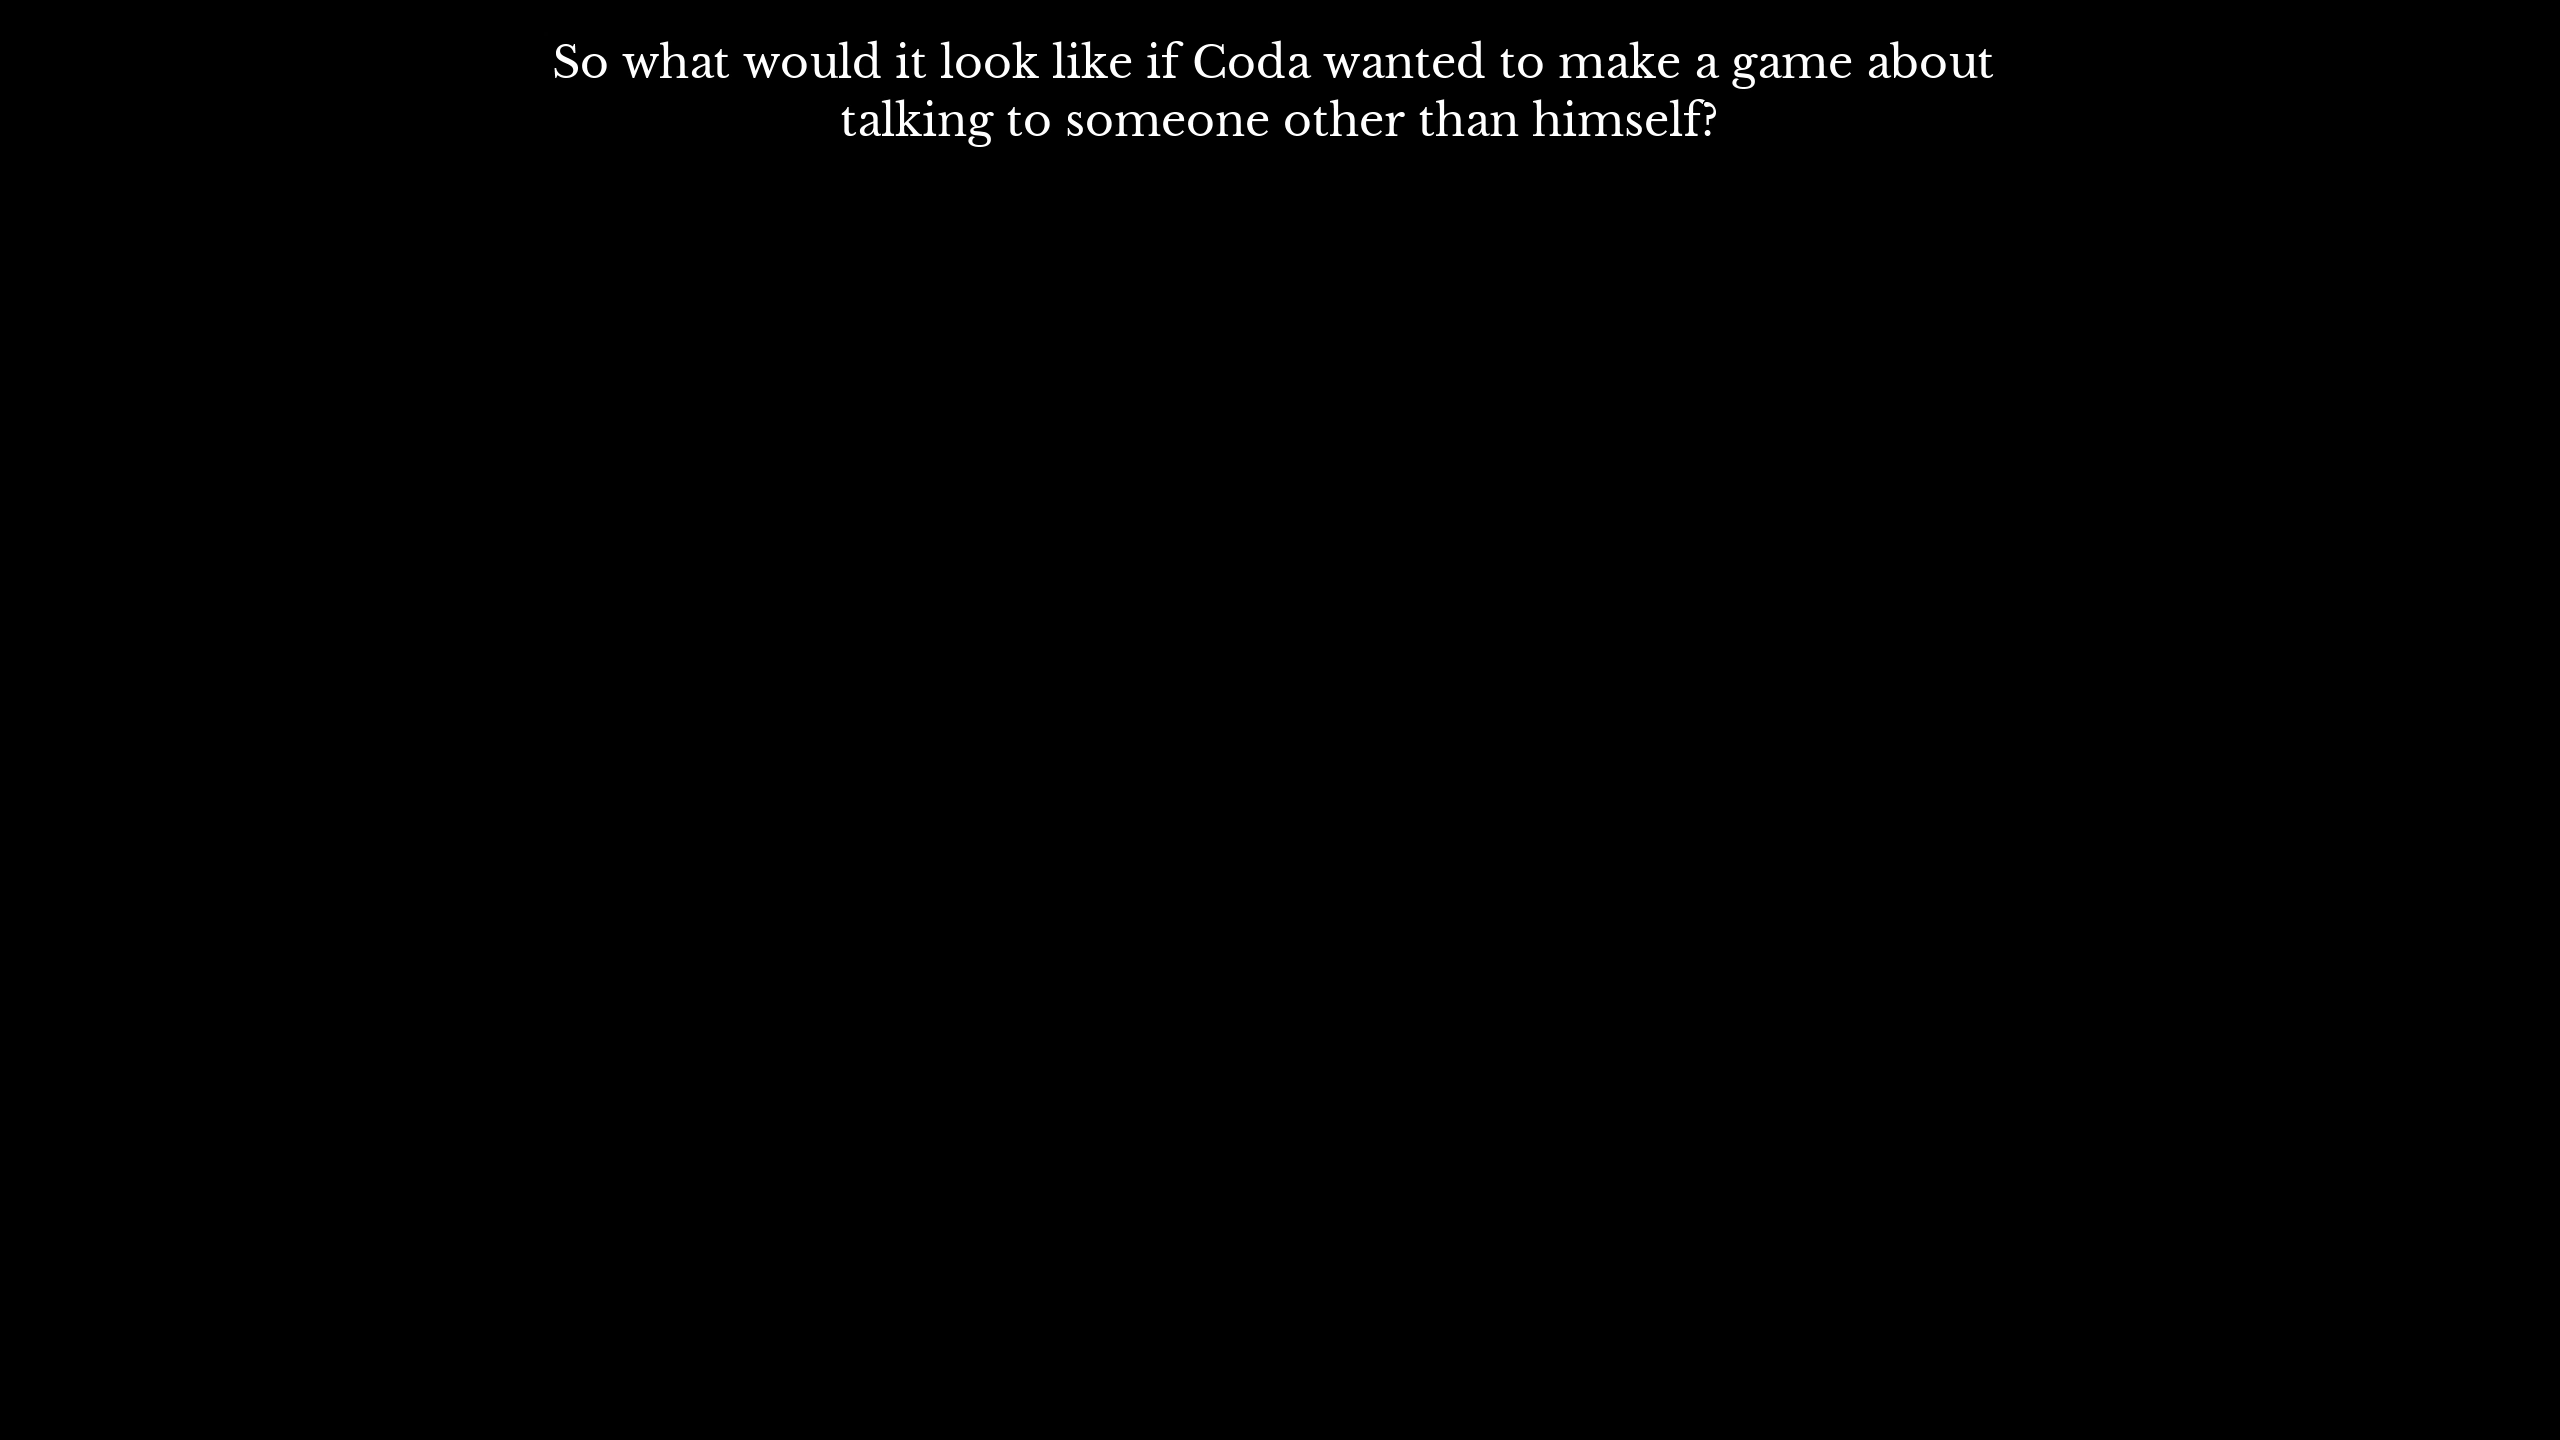 So what would it look like if Coda wanted to make a game about
talking to someone other than himself?